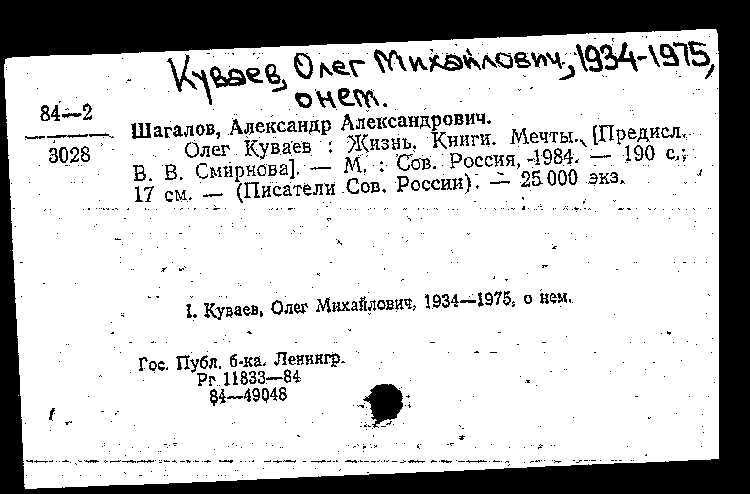 Куваев, Олег Михайлович, 1934-1975,
о нем.
84—2
3028
Шагалов, Александр Александрович.
Олег Куваев : Жизнь. Книги. Мечты. [Предисл.
В. В. Смирнова]. — М. : Сов. Россия, 1984. — 190 с.;
17 см. — (Писатели Сов. России). — 25 000 экз.
I. Куваев, Олег Михайлович, 1934—1975, о нем.
Гос. Публ. б-ка. Ленингр.
Рг 11833—84
84—49048